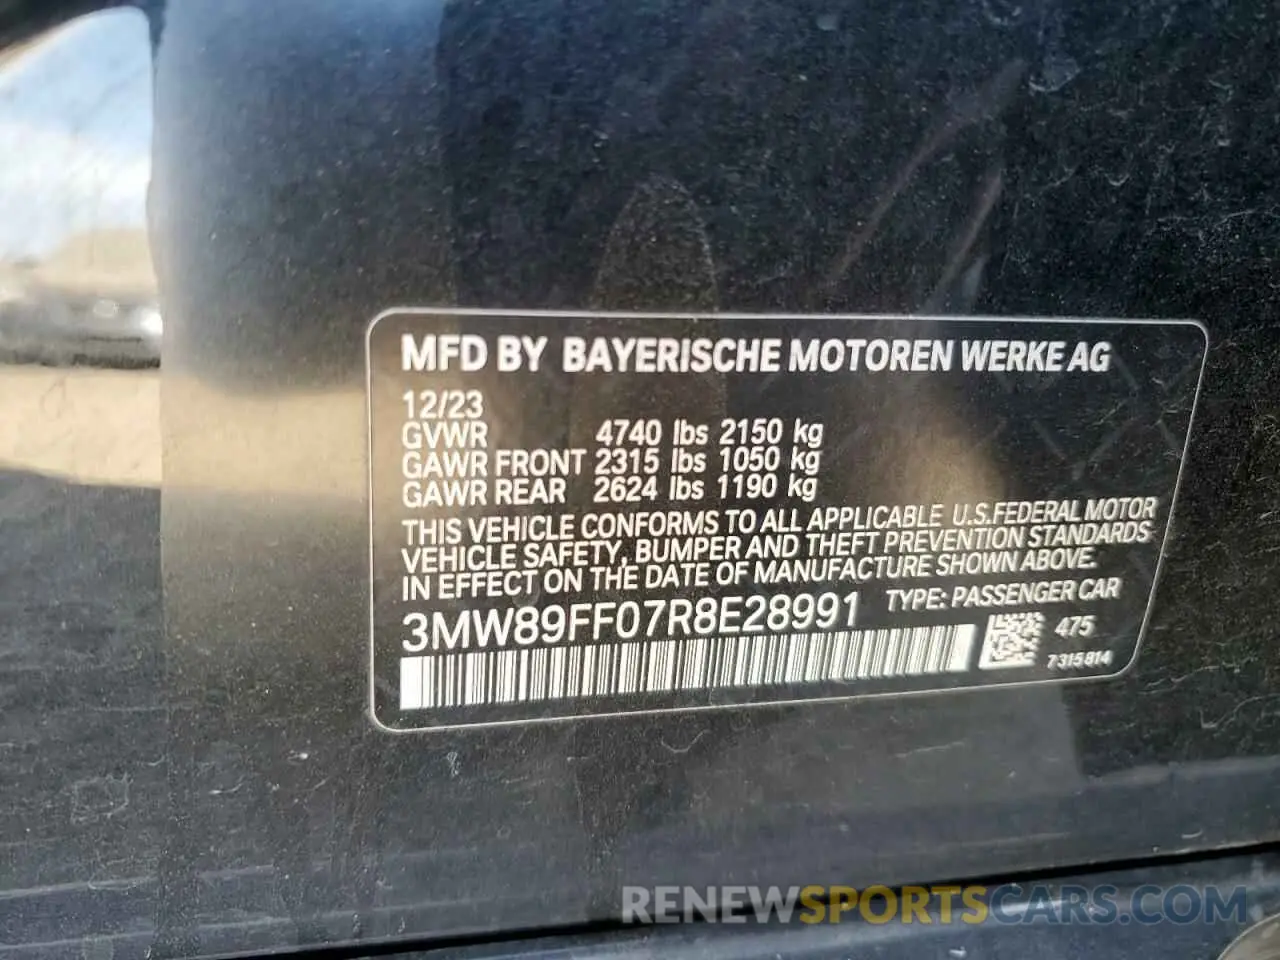 MFD BY BAYERISCHE MOTOREN WERKE AG
12/23
GVWR 4740 lbs 2150 kg
GAWR FRONT 2315 lbs 1050 kg
GAWR REAR 2624 lbs 1190 kg
THIS VEHICLE CONFORMS TO ALL APPLICABLE U.S.FEDERAL MOTOR
VEHICLE SAFETY, BUMPER AND THEFT PREVENTION STANDARDS
IN EFFECT ON THE DATE OF MANUFACTURE SHOWN ABOVE.
3MW89FF07R8E28991 TYPE: PASSENGER CAR
475
7315814
RENEWSPORTSCARS.COM